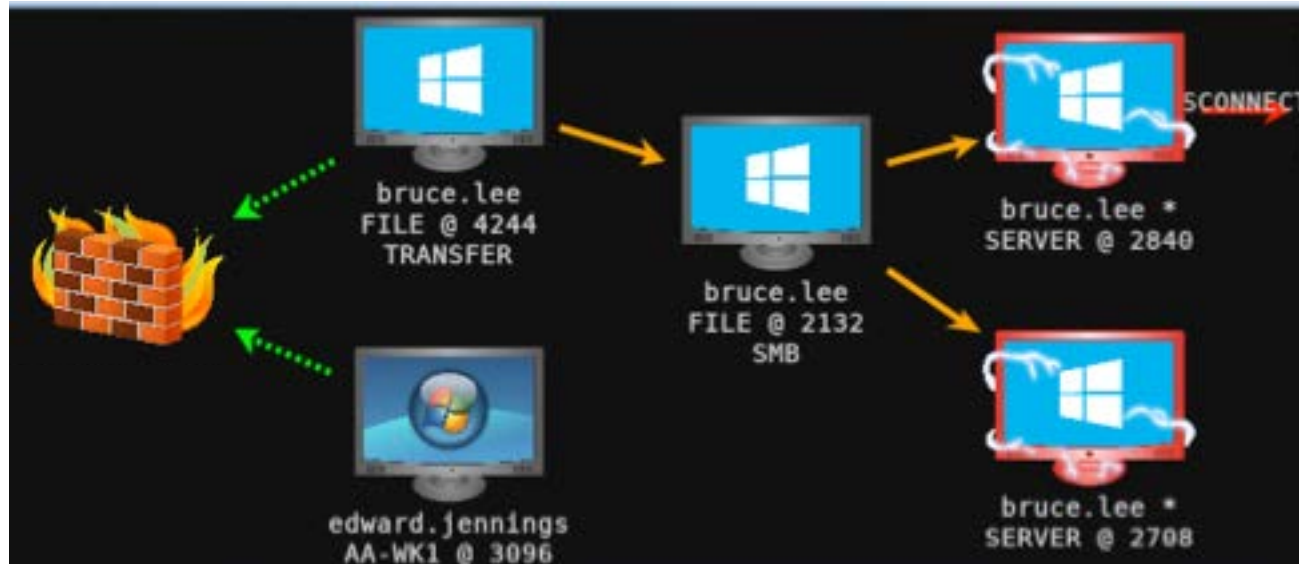 bruce.lee
FILE @ 4244
TRANSFER
bruce.lee
FILE @ 2132
SMB
SCONNECT
bruce.lee *
SERVER @ 2840
edward.jennings
AA-WK1 @ 3096
bruce.lee *
SERVER @ 2708